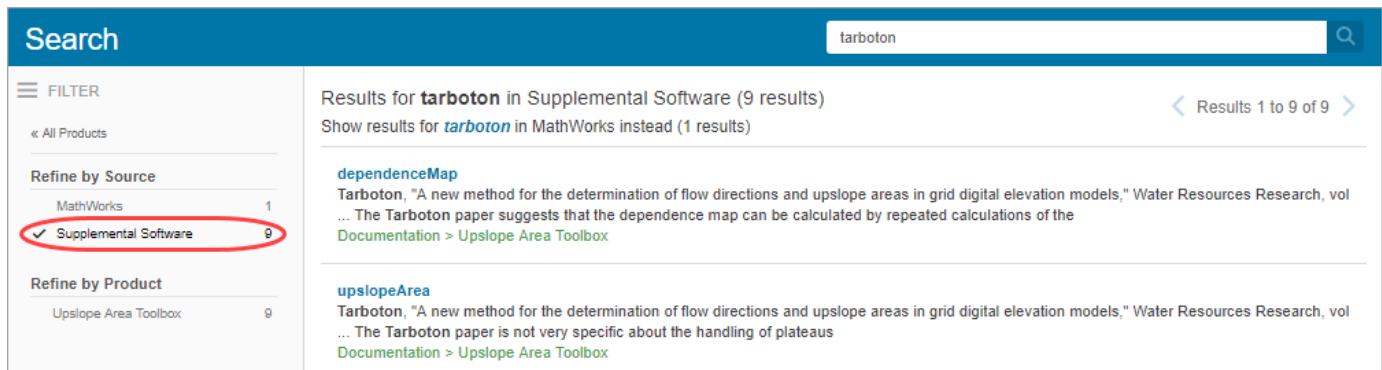 Search
tarboton
FILTER
« All Products
Refine by Source
MathWorks 1
Supplemental Software 9
Refine by Product
Upslope Area Toolbox 9
Results for tarboton in Supplemental Software (9 results)
Results 1 to 9 of 9
Show results for tarboton in MathWorks instead (1 results)
dependenceMap
Tarboton, "A new method for the determination of flow directions and upslope areas in grid digital elevation models," Water Resources Research, vol
... The Tarboton paper suggests that the dependence map can be calculated by repeated calculations of the
Documentation > Upslope Area Toolbox
upslopeArea
Tarboton, "A new method for the determination of flow directions and upslope areas in grid digital elevation models," Water Resources Research, vol
... The Tarboton paper is not very specific about the handling of plateaus
Documentation > Upslope Area Toolbox